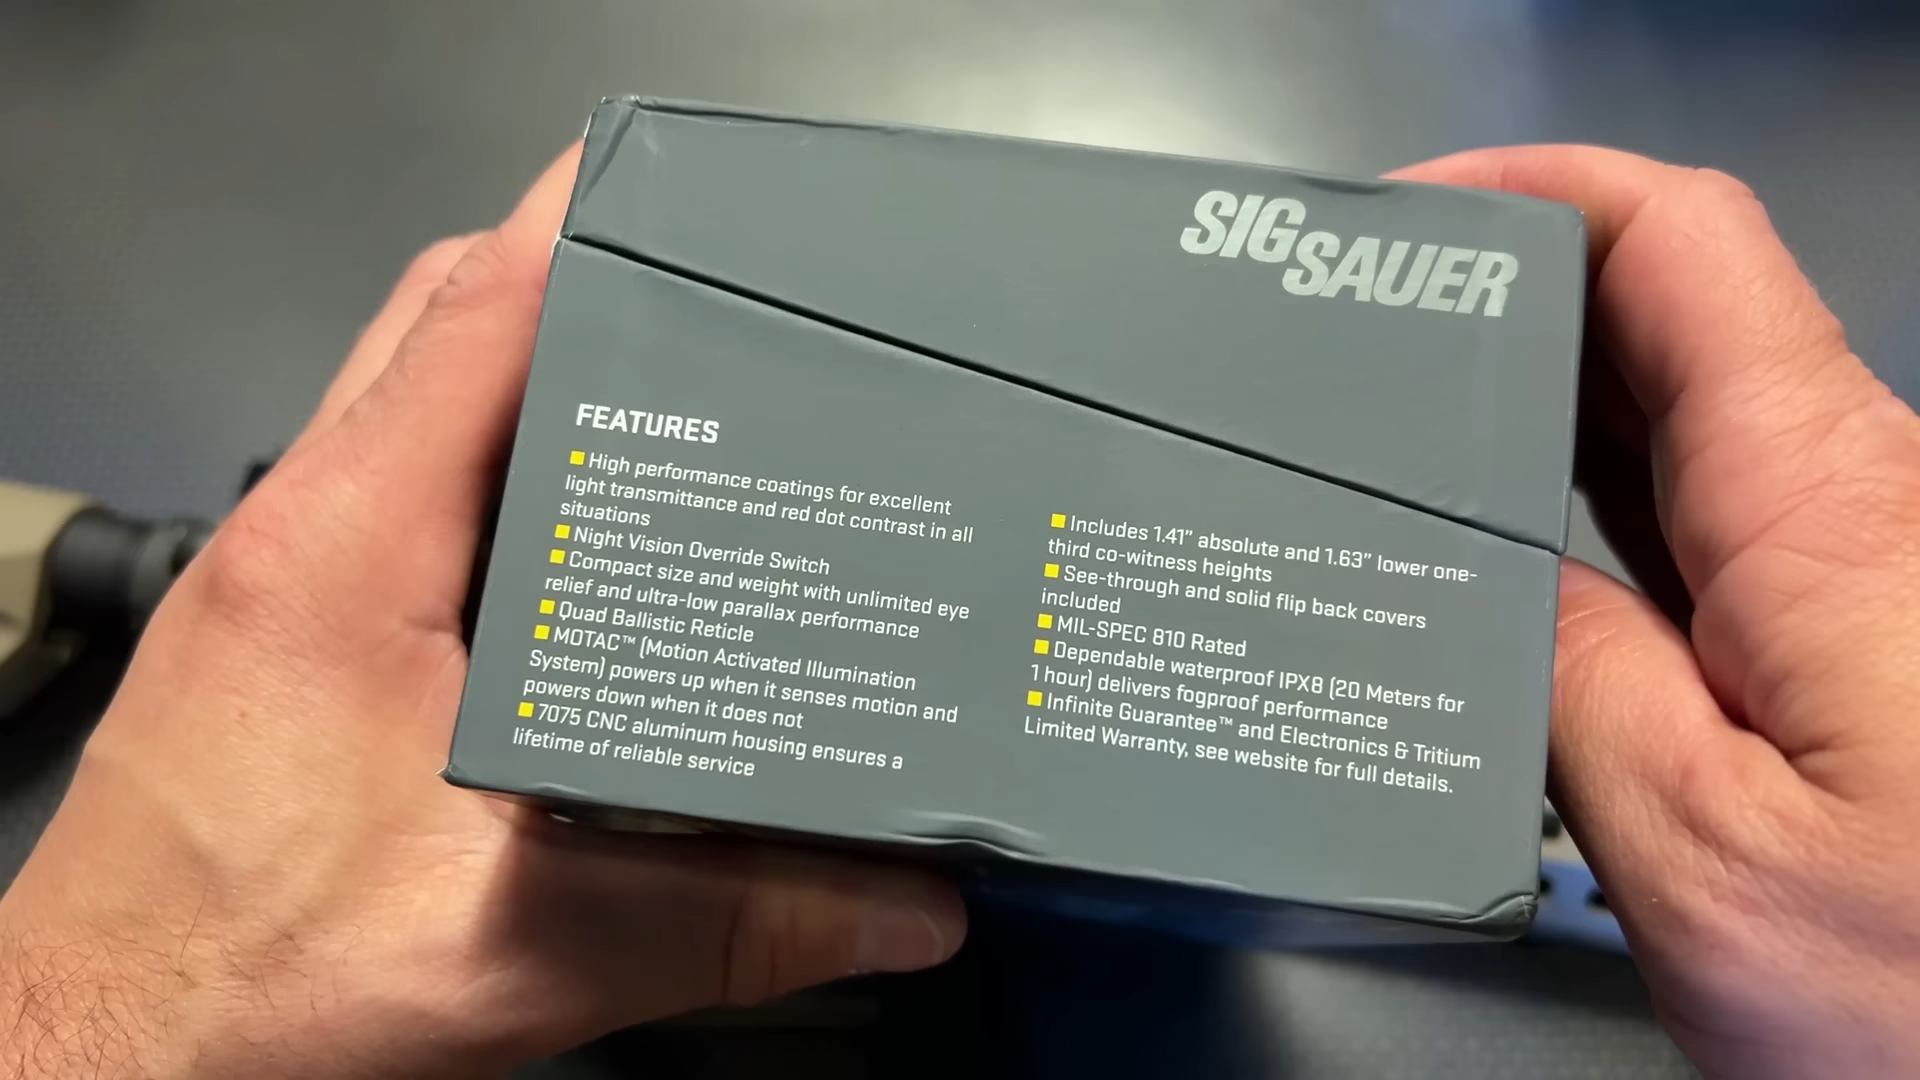 SIG SAUER
FEATURES
High performance coatings for excellent
light transmittance and red dot contrast in all
situations
Night Vision Override Switch
Compact size and weight with unlimited eye
relief and ultra-low parallax performance
Quad Ballistic Reticle
MOTAC™ (Motion Activated Illumination
System) powers up when it senses motion and
powers down when it does not
7075 CNC aluminum housing ensures a
lifetime of reliable service
Includes 1.41” absolute and 1.63” lower one-
third co-witness heights
See-through and solid flip back covers
included
MIL-SPEC 810 Rated
Dependable waterproof IPX8 (20 Meters for
1 hour) delivers fogproof performance
Infinite Guarantee™ and Electronics & Tritium
Limited Warranty, see website for full details.